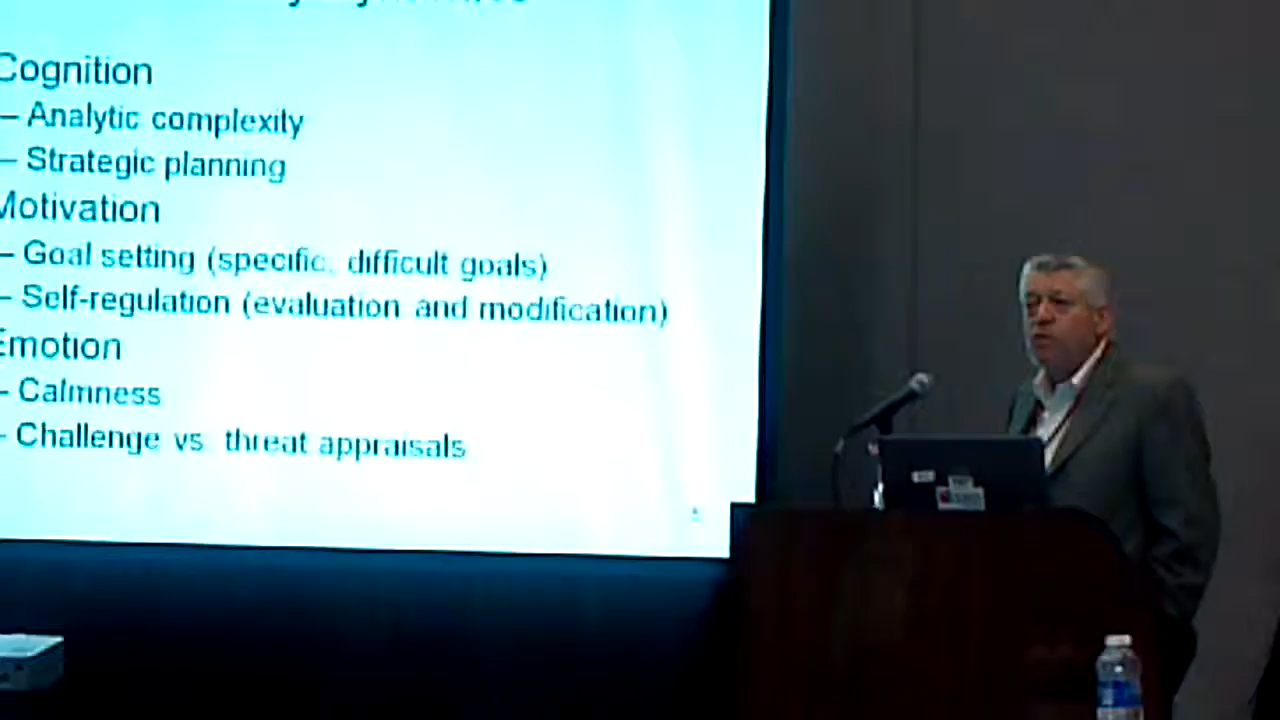 Cognition
– Analytic complexity
– Strategic planning
Motivation
– Goal setting (specific, difficult goals)
– Self-regulation (evaluation and modification)
Emotion
– Calmness
– Challenge vs. threat appraisals